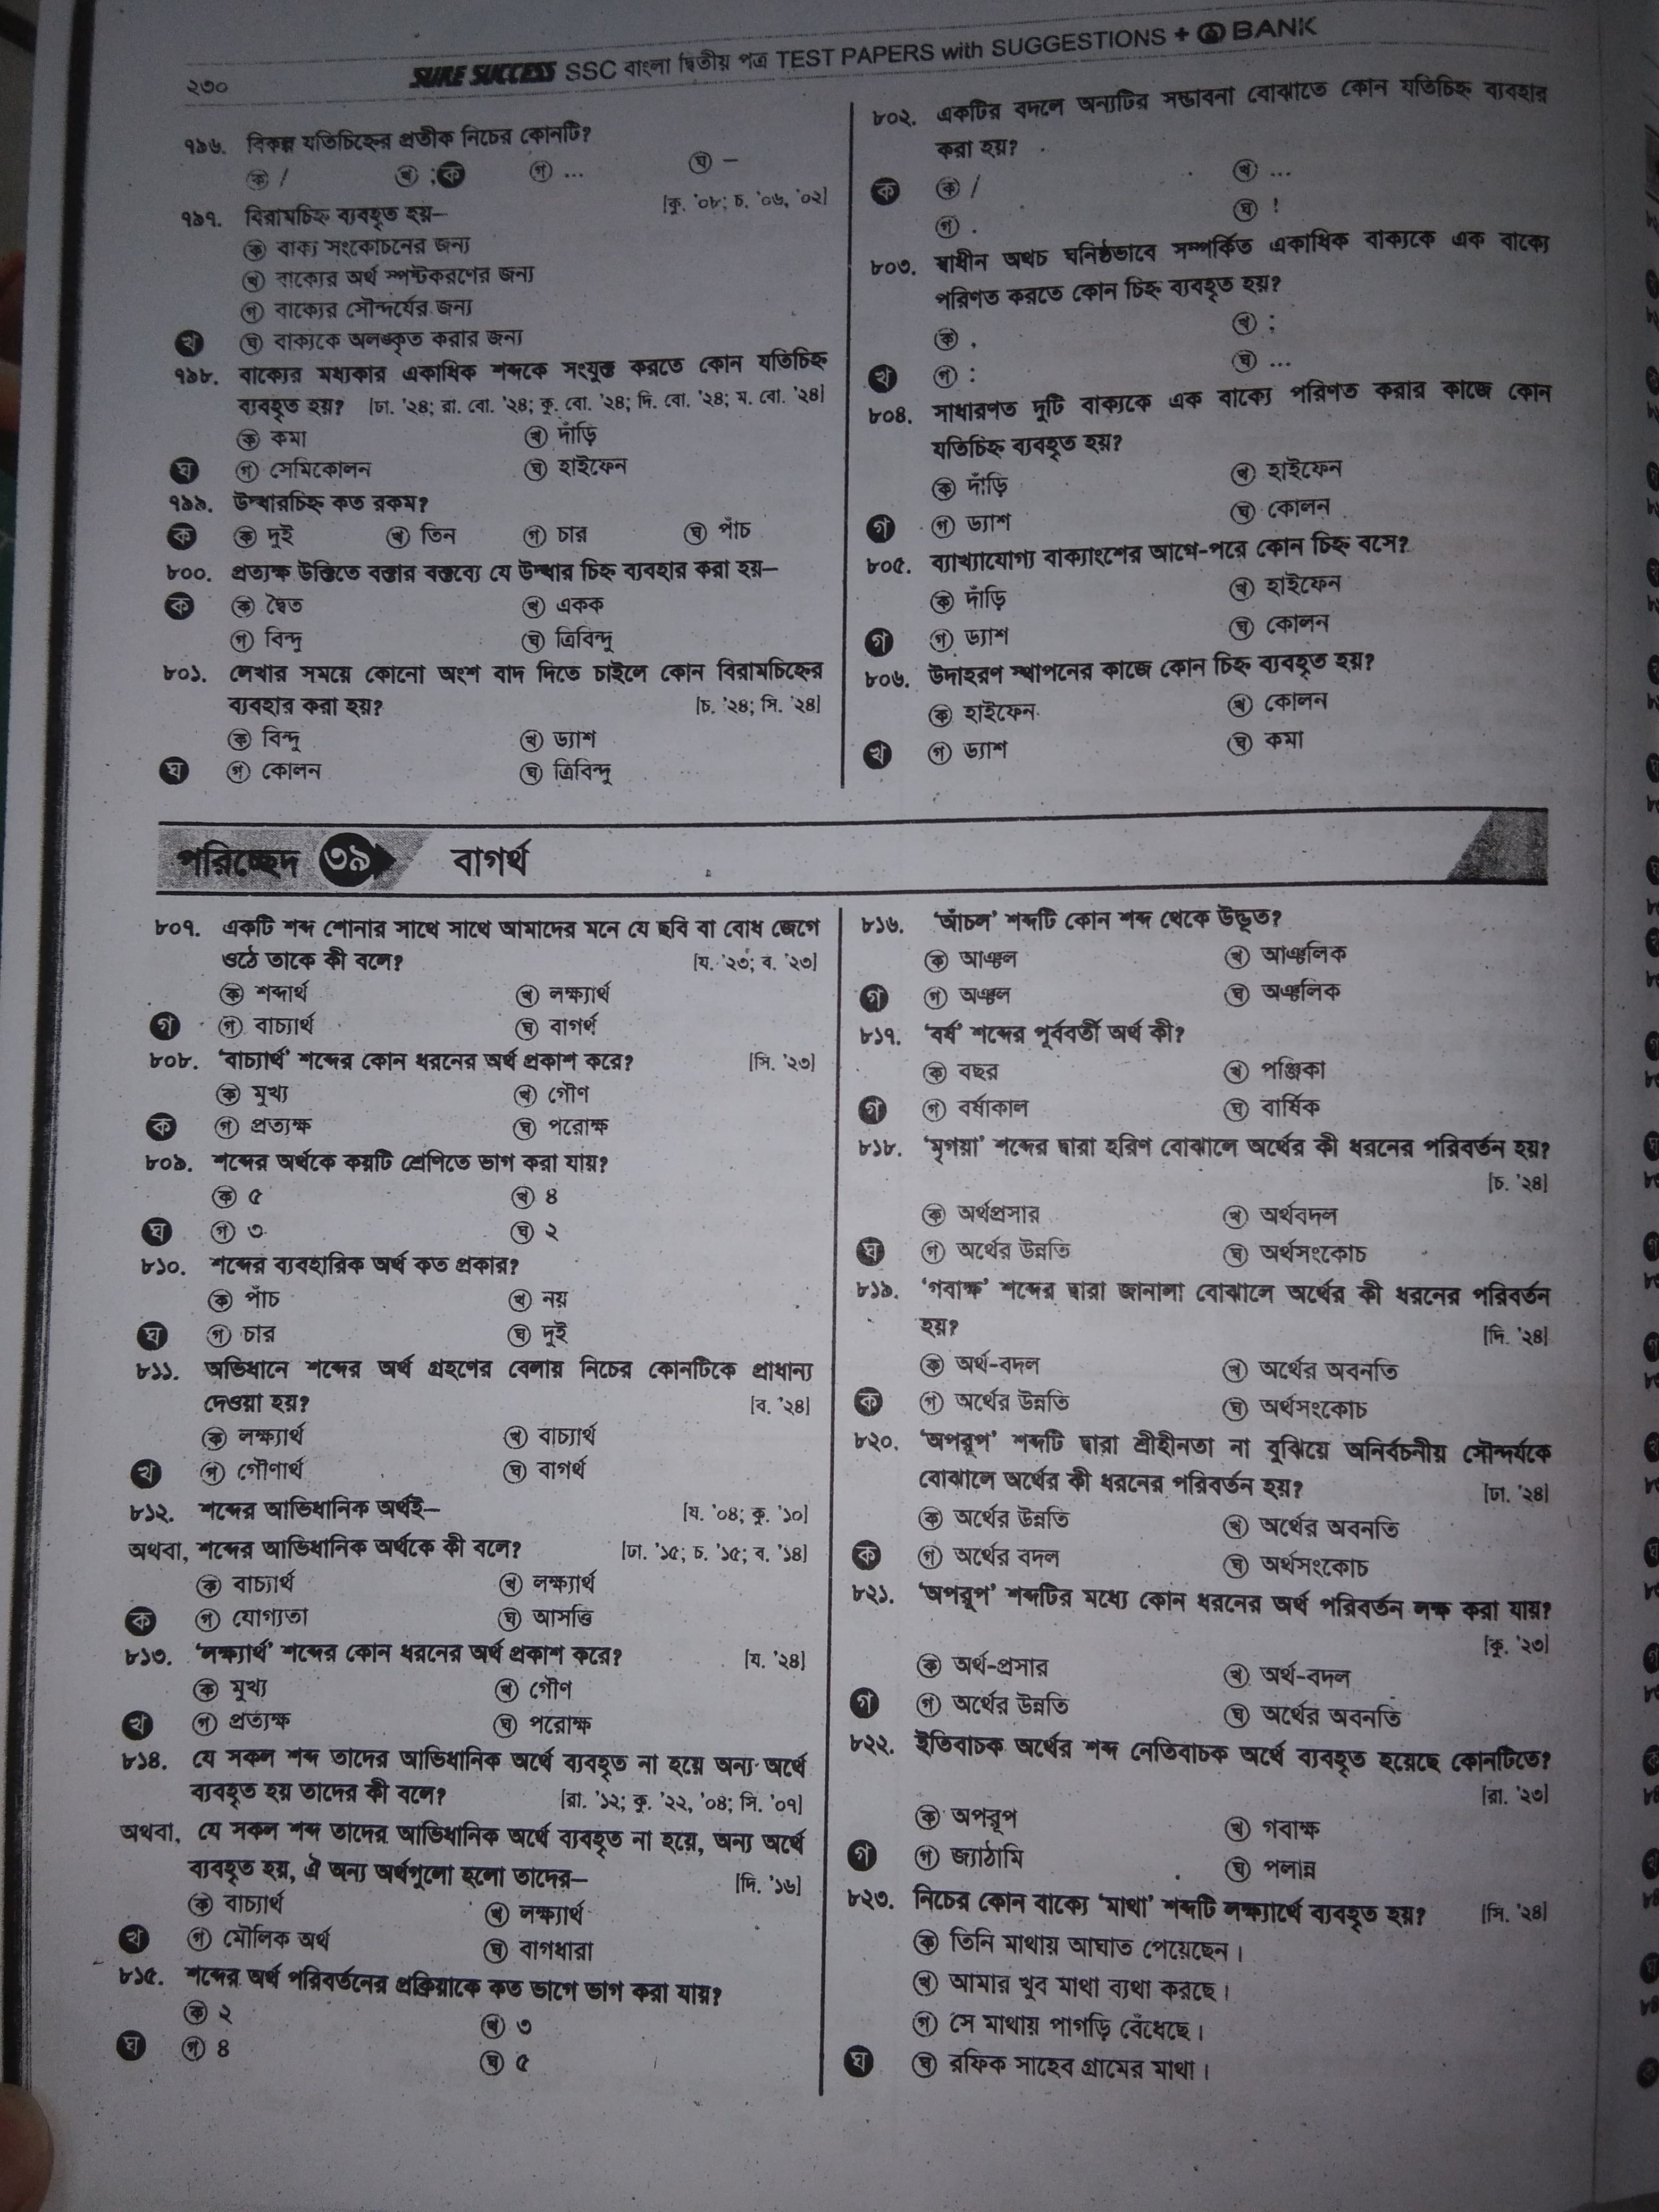 ২৩০
SURE SUCCESS SSC বাংলা দ্বিতীয় পত্র TEST PAPERS with SUGGESTIONS + Q BANK
৭৯৬. বিকল্প যতিচিহ্নের প্রতীক নিচের কোনটি?
ক / খ ; ক গ ... ঘ –
৭৯৭. বিরামচিহ্ন ব্যবহৃত হয়– [কু. '০৮; চ. '০৬, '০২]
ক বাক্য সংকোচনের জন্য
খ বাক্যের অর্থ স্পষ্টকরণের জন্য
গ বাক্যের সৌন্দর্যের জন্য
খ ঘ বাক্যকে অলঙ্কৃত করার জন্য
৭৯৮. বাক্যের মধ্যকার একাধিক শব্দকে সংযুক্ত করতে কোন যতিচিহ্ন
ব্যবহৃত হয়? [ঢা. '২৪; রা. বো. '২৪; কু. বো. '২৪; দি. বো. '২৪; ম. বো. '২৪]
ক কমা খ দাঁড়ি
ঘ গ সেমিকোলন ঘ হাইফেন
৭৯৯. উদ্ধারচিহ্ন কত রকম?
ক ক দুই খ তিন গ চার ঘ পাঁচ
৮০০. প্রত্যক্ষ উক্তিতে বক্তার বক্তব্যে যে উদ্ধার চিহ্ন ব্যবহার করা হয়–
ক ক দ্বৈত খ একক
গ বিন্দু ঘ ত্রিবিন্দু
৮০১. লেখার সময়ে কোনো অংশ বাদ দিতে চাইলে কোন বিরামচিহ্নের
ব্যবহার করা হয়? [চ. '২৪; সি. '২৪]
ক বিন্দু খ ড্যাশ
ঘ গ কোলন ঘ ত্রিবিন্দু
৮০২. একটির বদলে অন্যটির সম্ভাবনা বোঝাতে কোন যতিচিহ্ন ব্যবহার
করা হয়?
ক ক / খ ...
গ . ঘ !
৮০৩. স্বাধীন অথচ ঘনিষ্ঠভাবে সম্পর্কিত একাধিক বাক্যকে এক বাক্যে
পরিণত করতে কোন চিহ্ন ব্যবহৃত হয়?
ক , খ ;
খ গ : ঘ ...
৮০৪. সাধারণত দুটি বাক্যকে এক বাক্যে পরিণত করার কাজে কোন
যতিচিহ্ন ব্যবহৃত হয়?
ক দাঁড়ি খ হাইফেন
গ গ ড্যাশ ঘ কোলন
৮০৫. ব্যাখ্যাযোগ্য বাক্যাংশের আগে-পরে কোন চিহ্ন বসে?
ক দাঁড়ি খ হাইফেন
গ গ ড্যাশ ঘ কোলন
৮০৬. উদাহরণ স্থাপনের কাজে কোন চিহ্ন ব্যবহৃত হয়?
ক হাইফেন খ কোলন
খ গ ড্যাশ ঘ কমা
পরিচ্ছেদ ৩৯ বাগর্থ
৮০৭. একটি শব্দ শোনার সাথে সাথে আমাদের মনে যে ছবি বা বোধ জেগে
ওঠে তাকে কী বলে? [য. '২৩; ব. '২৩]
ক শব্দার্থ খ লক্ষ্যার্থ
গ গ বাচ্যার্থ ঘ বাগর্থ
৮০৮. 'বাচ্যার্থ' শব্দের কোন ধরনের অর্থ প্রকাশ করে? [সি. '২৩]
ক মুখ্য খ গৌণ
ক গ প্রত্যক্ষ ঘ পরোক্ষ
৮০৯. শব্দের অর্থকে কয়টি শ্রেণিতে ভাগ করা যায়?
ক ৫ খ ৪
ঘ গ ৩ ঘ ২
৮১০. শব্দের ব্যবহারিক অর্থ কত প্রকার?
ক পাঁচ খ নয়
ঘ গ চার ঘ দুই
৮১১. অভিধানে শব্দের অর্থ গ্রহণের বেলায় নিচের কোনটিকে প্রাধান্য
দেওয়া হয়? [ব. '২৪]
ক লক্ষ্যার্থ খ বাচ্যার্থ
খ গ গৌণার্থ ঘ বাগর্থ
৮১২. শব্দের আভিধানিক অর্থই– [য. '০৪; কু. '১০]
অথবা, শব্দের আভিধানিক অর্থকে কী বলে? [ঢা. '১৫; চ. '১৫; ব. '১৪]
ক বাচ্যার্থ খ লক্ষ্যার্থ
ক গ যোগ্যতা ঘ আসত্তি
৮১৩. 'লক্ষ্যার্থ' শব্দের কোন ধরনের অর্থ প্রকাশ করে? [য. '২৪]
ক মুখ্য খ গৌণ
খ গ প্রত্যক্ষ ঘ পরোক্ষ
৮১৪. যে সকল শব্দ তাদের আভিধানিক অর্থে ব্যবহৃত না হয়ে অন্য অর্থে
ব্যবহৃত হয় তাদের কী বলে? [রা. '১২; কু. '২২, '০৪; সি. '০৭]
অথবা, যে সকল শব্দ তাদের আভিধানিক অর্থে ব্যবহৃত না হয়ে, অন্য অর্থে
ব্যবহৃত হয়, ঐ অন্য অর্থগুলো হলো তাদের– [দি. '১৬]
ক বাচ্যার্থ খ লক্ষ্যার্থ
খ গ মৌলিক অর্থ ঘ বাগধারা
৮১৫. শব্দের অর্থ পরিবর্তনের প্রক্রিয়াকে কত ভাগে ভাগ করা যায়?
ক ২ খ ৩
ঘ গ ৪ ঘ ৫
৮১৬. 'আঁচল' শব্দটি কোন শব্দ থেকে উদ্ভূত?
ক আঞ্চল খ আঞ্চলিক
গ গ অঞ্চল ঘ অঞ্চলিক
৮১৭. 'বর্ষ' শব্দের পূর্ববর্তী অর্থ কী?
ক বছর খ পঞ্জিকা
গ গ বর্ষাকাল ঘ বার্ষিক
৮১৮. 'মৃগয়া' শব্দের দ্বারা হরিণ বোঝালে অর্থের কী ধরনের পরিবর্তন হয়?
[চ. '২৪]
ক অর্থপ্রসার খ অর্থবদল
ঘ গ অর্থের উন্নতি ঘ অর্থসংকোচ
৮১৯. 'গবাক্ষ' শব্দের দ্বারা জানালা বোঝালে অর্থের কী ধরনের পরিবর্তন
হয়? [দি. '২৪]
ক অর্থ-বদল খ অর্থের অবনতি
ক গ অর্থের উন্নতি ঘ অর্থসংকোচ
৮২০. 'অপরূপ' শব্দটি দ্বারা শ্রীহীনতা না বুঝিয়ে অনির্বচনীয় সৌন্দর্যকে
বোঝালে অর্থের কী ধরনের পরিবর্তন হয়? [ঢা. '২৪]
ক অর্থের উন্নতি খ অর্থের অবনতি
ক গ অর্থের বদল ঘ অর্থসংকোচ
৮২১. 'অপরূপ' শব্দটির মধ্যে কোন ধরনের অর্থ পরিবর্তন লক্ষ করা যায়?
[কু. '২৩]
ক অর্থ-প্রসার খ অর্থ-বদল
গ গ অর্থের উন্নতি ঘ অর্থের অবনতি
৮২২. ইতিবাচক অর্থের শব্দ নেতিবাচক অর্থে ব্যবহৃত হয়েছে কোনটিতে?
[রা. '২৩]
ক অপরূপ খ গবাক্ষ
গ গ জ্যাঠামি ঘ পলান্ন
৮২৩. নিচের কোন বাক্যে 'মাথা' শব্দটি লক্ষ্যার্থে ব্যবহৃত হয়? [সি. '২৪]
ক তিনি মাথায় আঘাত পেয়েছেন।
খ আমার খুব মাথা ব্যথা করছে।
গ সে মাথায় পাগড়ি বেঁধেছে।
ঘ ঘ রফিক সাহেব গ্রামের মাথা।